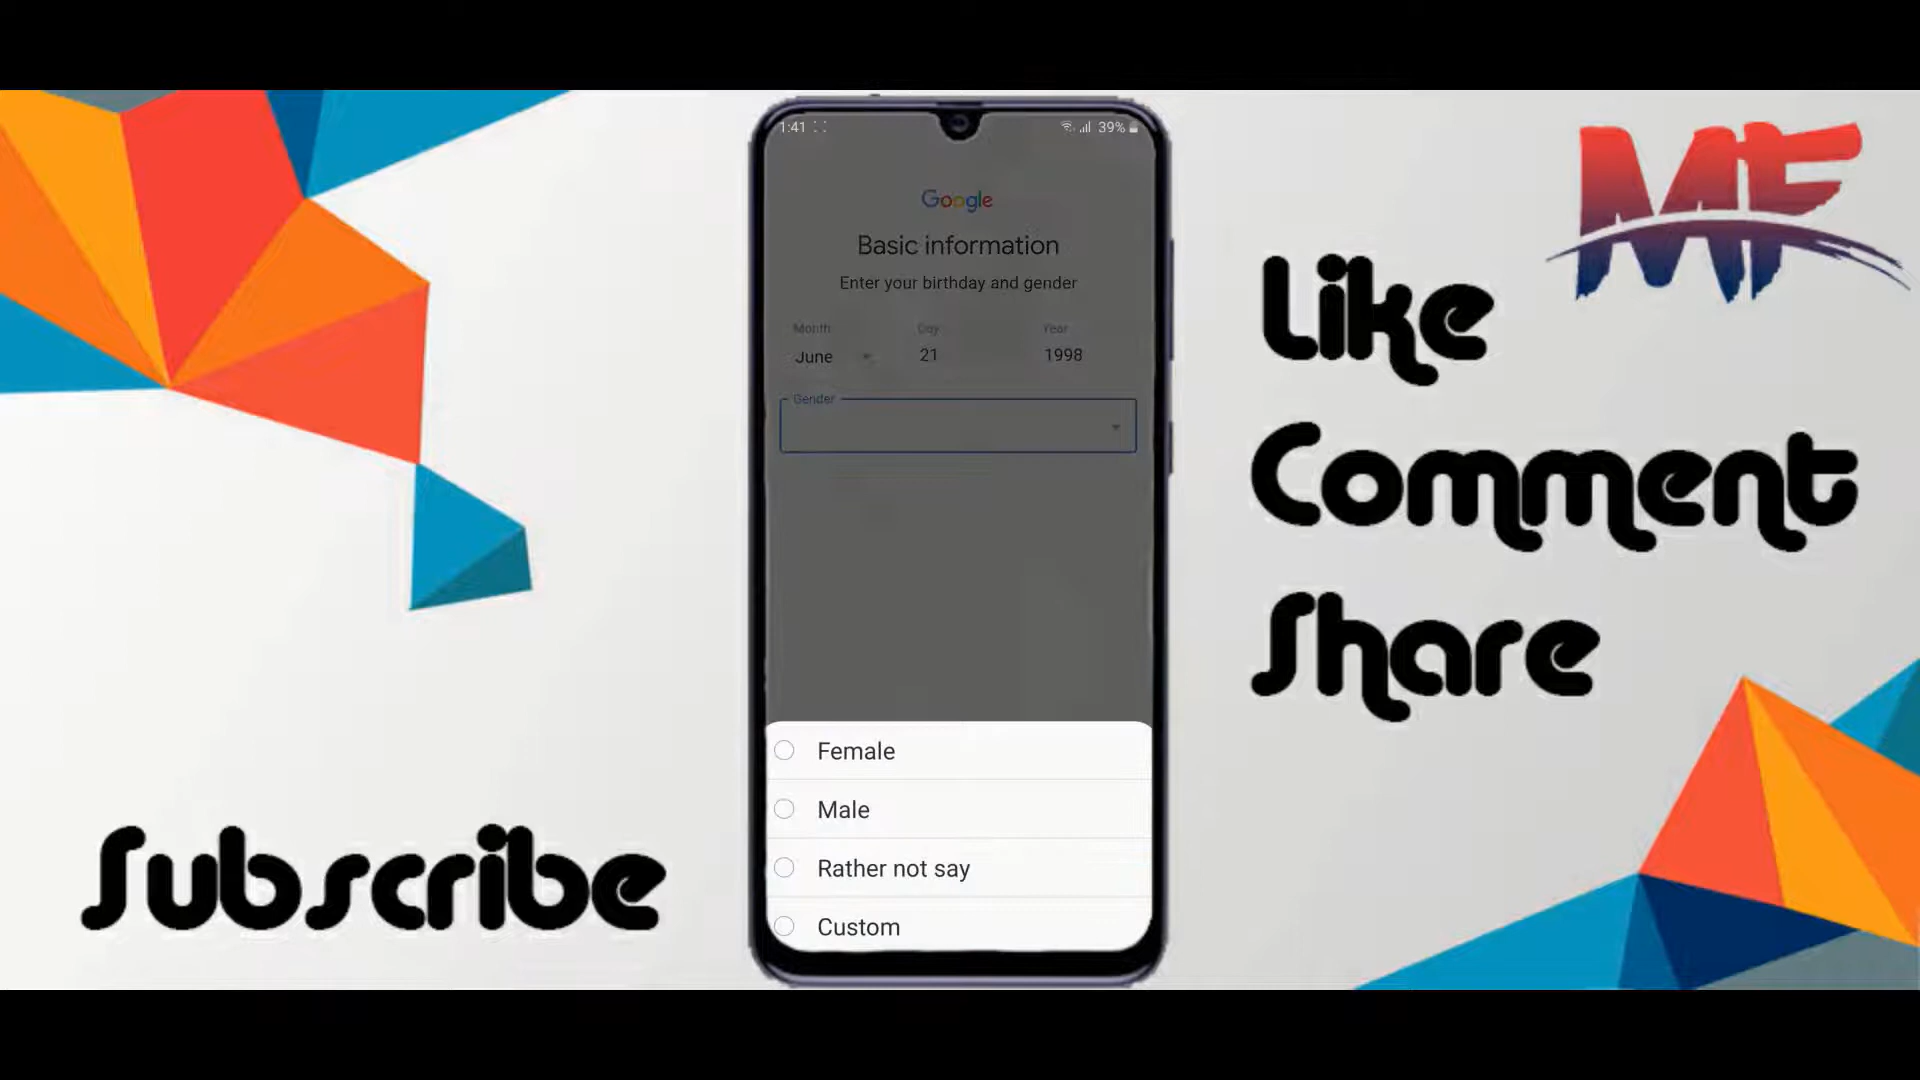 1:41
39%
Google
Basic information
Enter your birthday and gender
Month Day Year
June 21 1998
Gender
Female
Male
Rather not say
Custom
MF
Like
Comment
Share
Subscribe